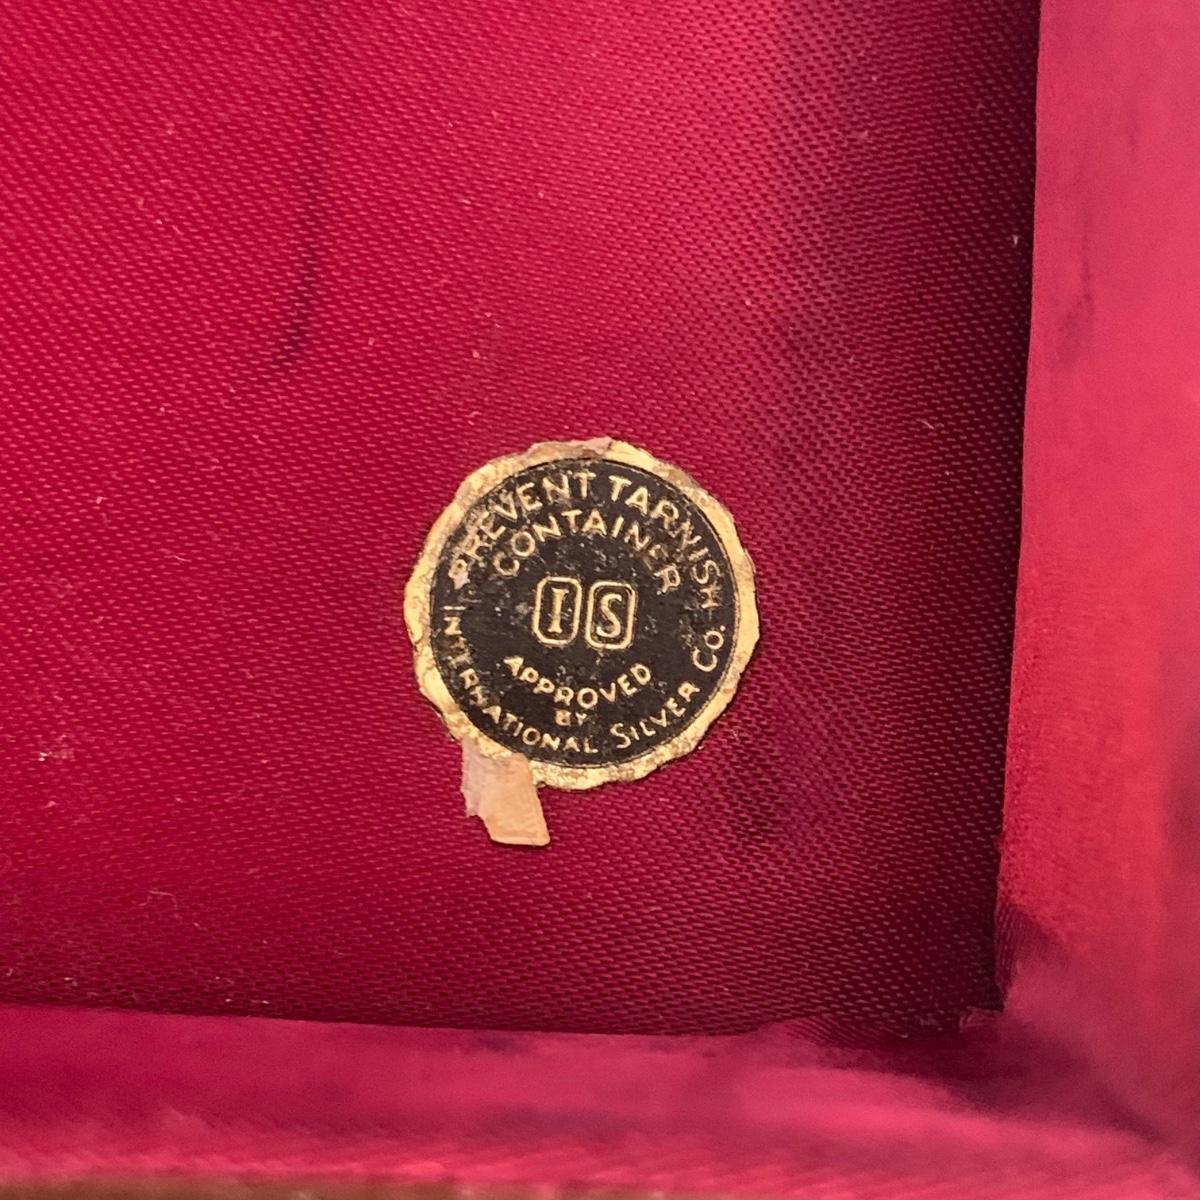 PREVENT TARNISH
CONTAINER
IS
APPROVED
BY
INTERNATIONAL SILVER CO.